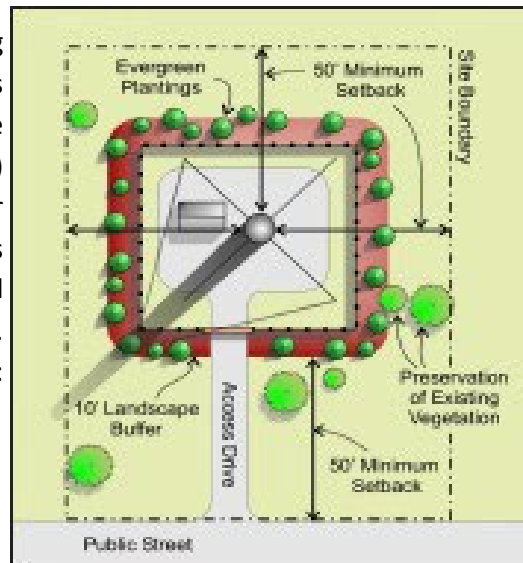 g
s
e
)
r
s
d
.
:
Evergreen
Plantings
50' Minimum
Setback
Site Boundary
10' Landscape
Buffer
Access Drive
Preservation
of Existing
Vegetation
50' Minimum
Setback
Public Street